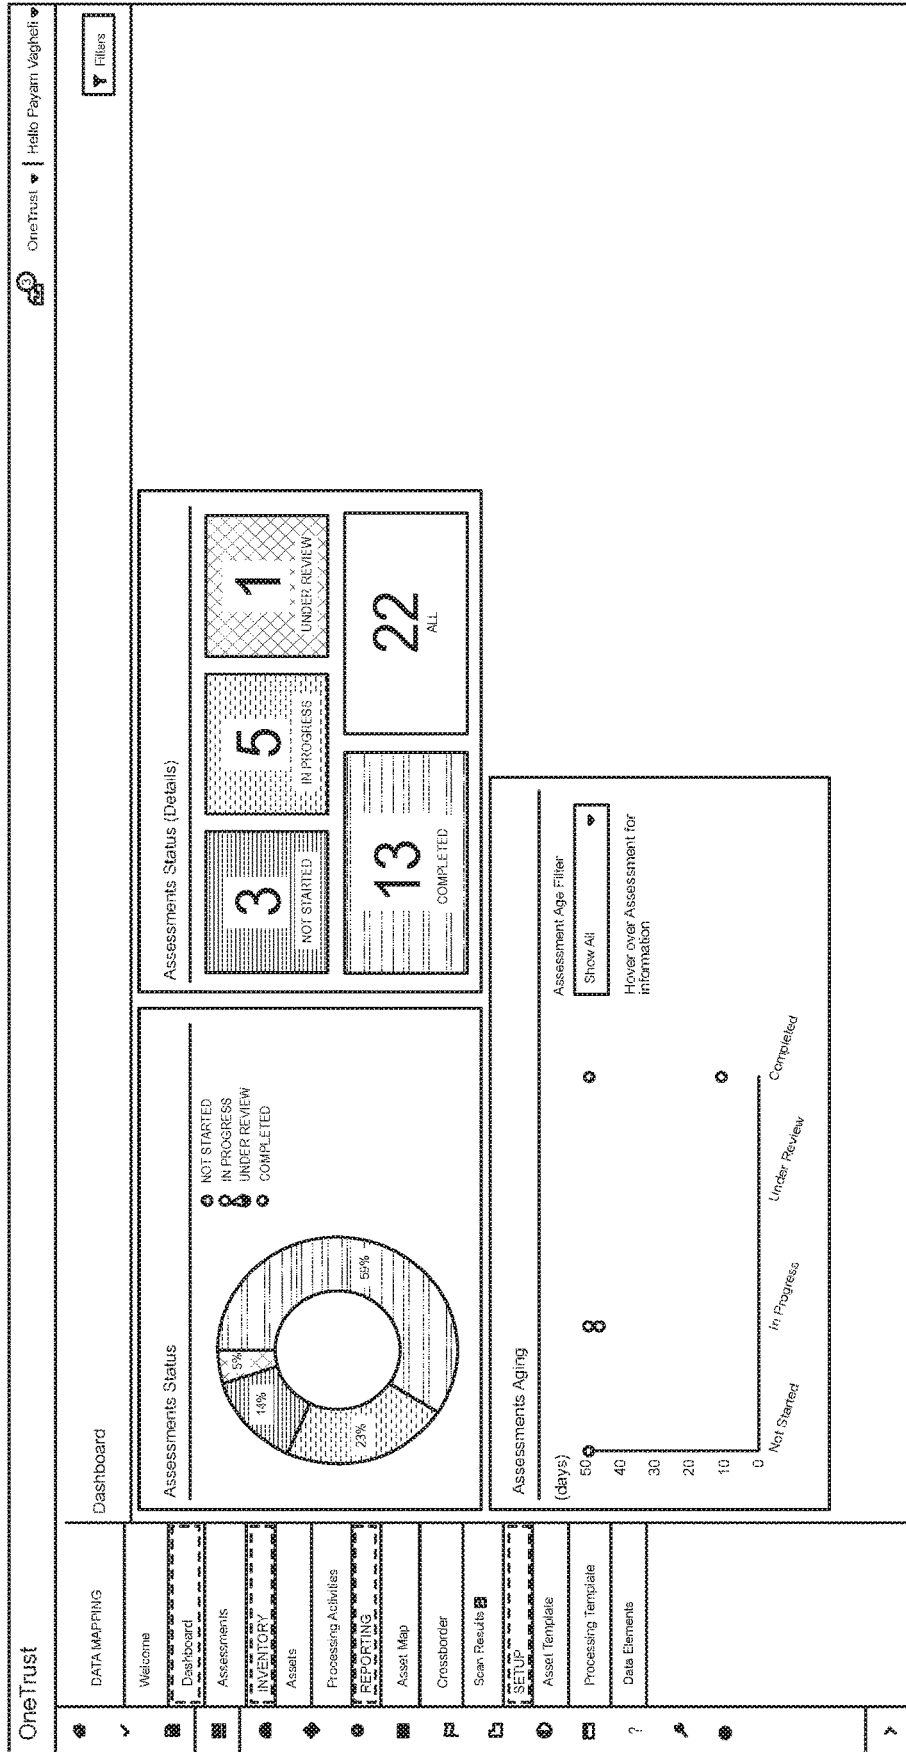 OneTrust
3
OneTrust | Hello Payam Vagheti
DATA MAPPING
Welcome
Dashboard
Assessments
INVENTORY
Assets
Processing Activities
REPORTING
Asset Map
Crossborder
Scan Results
SETUP
Asset Template
Processing Template
Data Elements
?
Dashboard
Filters
Assessments Status
NOT STARTED
IN PROGRESS
UNDER REVIEW
COMPLETED
5%
14%
23%
59%
Assessments Status (Details)
3
NOT STARTED
5
IN PROGRESS
1
UNDER REVIEW
13
COMPLETED
22
ALL
Assessments Aging
(days)
50
40
30
20
10
0
Not Started
In Progress
Under Review
Completed
Assessment Age Filter
Show All
Hover over Assessment for
information